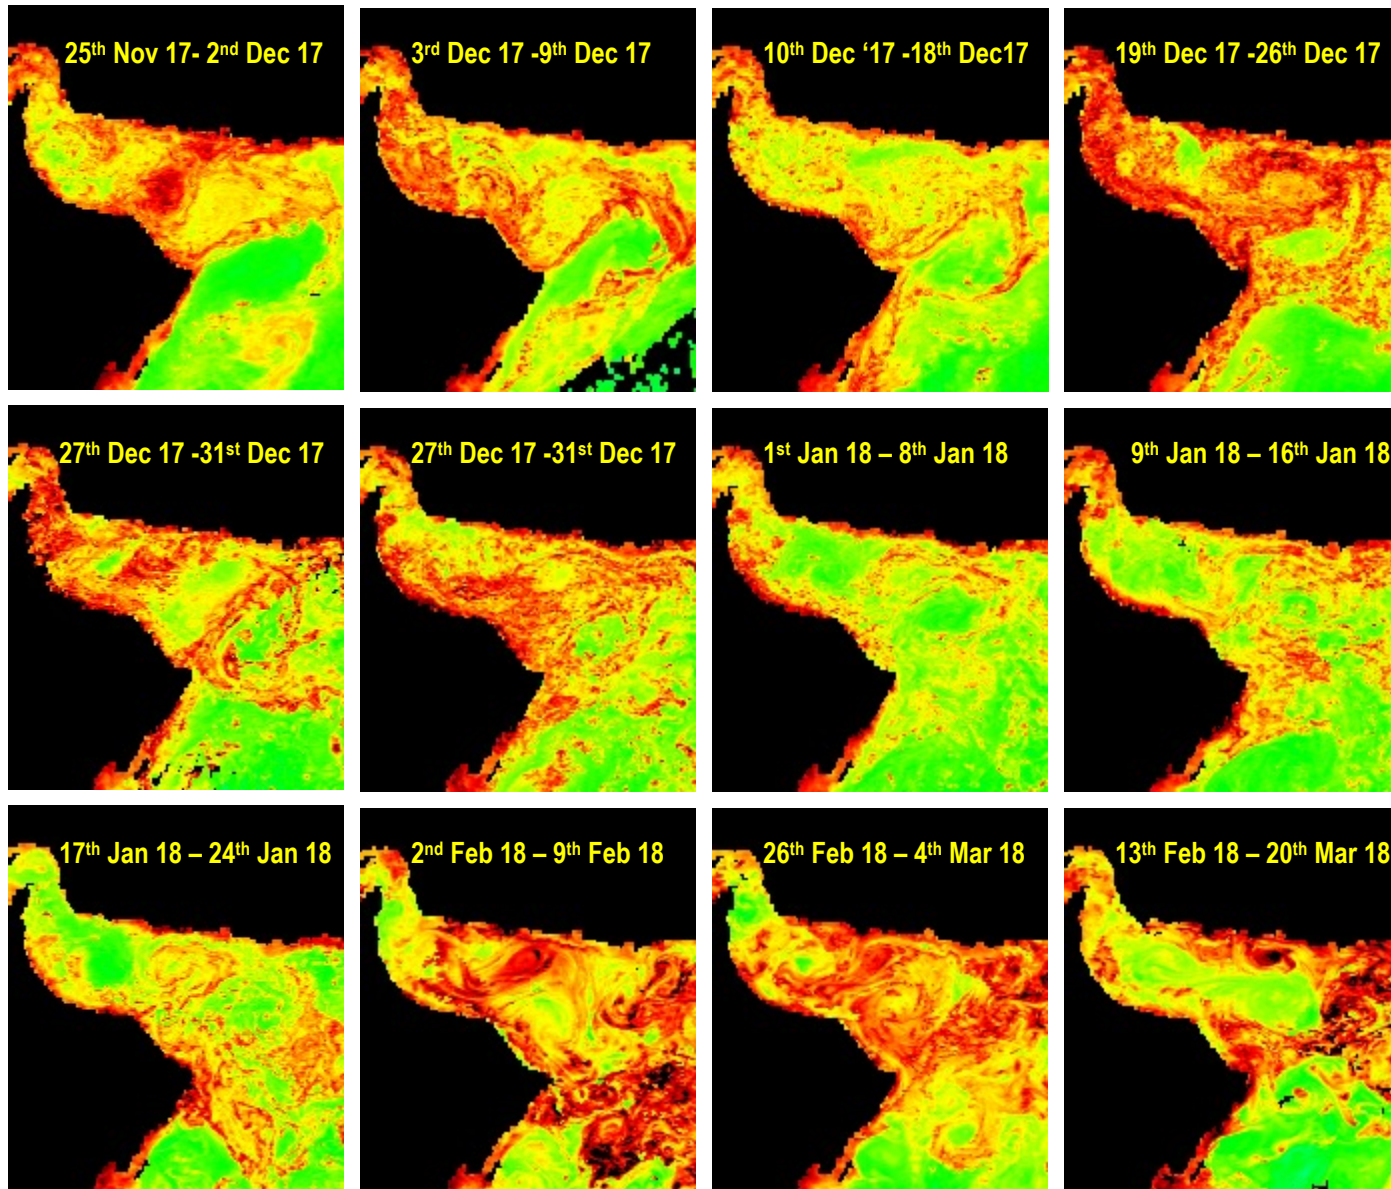 25th Nov 17- 2nd Dec 17
3rd Dec 17 -9th Dec 17
10th Dec ‘17 -18th Dec17
19th Dec 17 -26th Dec 17
27th Dec 17 -31st Dec 17
27th Dec 17 -31st Dec 17
1st Jan 18 – 8th Jan 18
9th Jan 18 – 16th Jan 18
17th Jan 18 – 24th Jan 18
2nd Feb 18 – 9th Feb 18
26th Feb 18 – 4th Mar 18
13th Feb 18 – 20th Mar 18